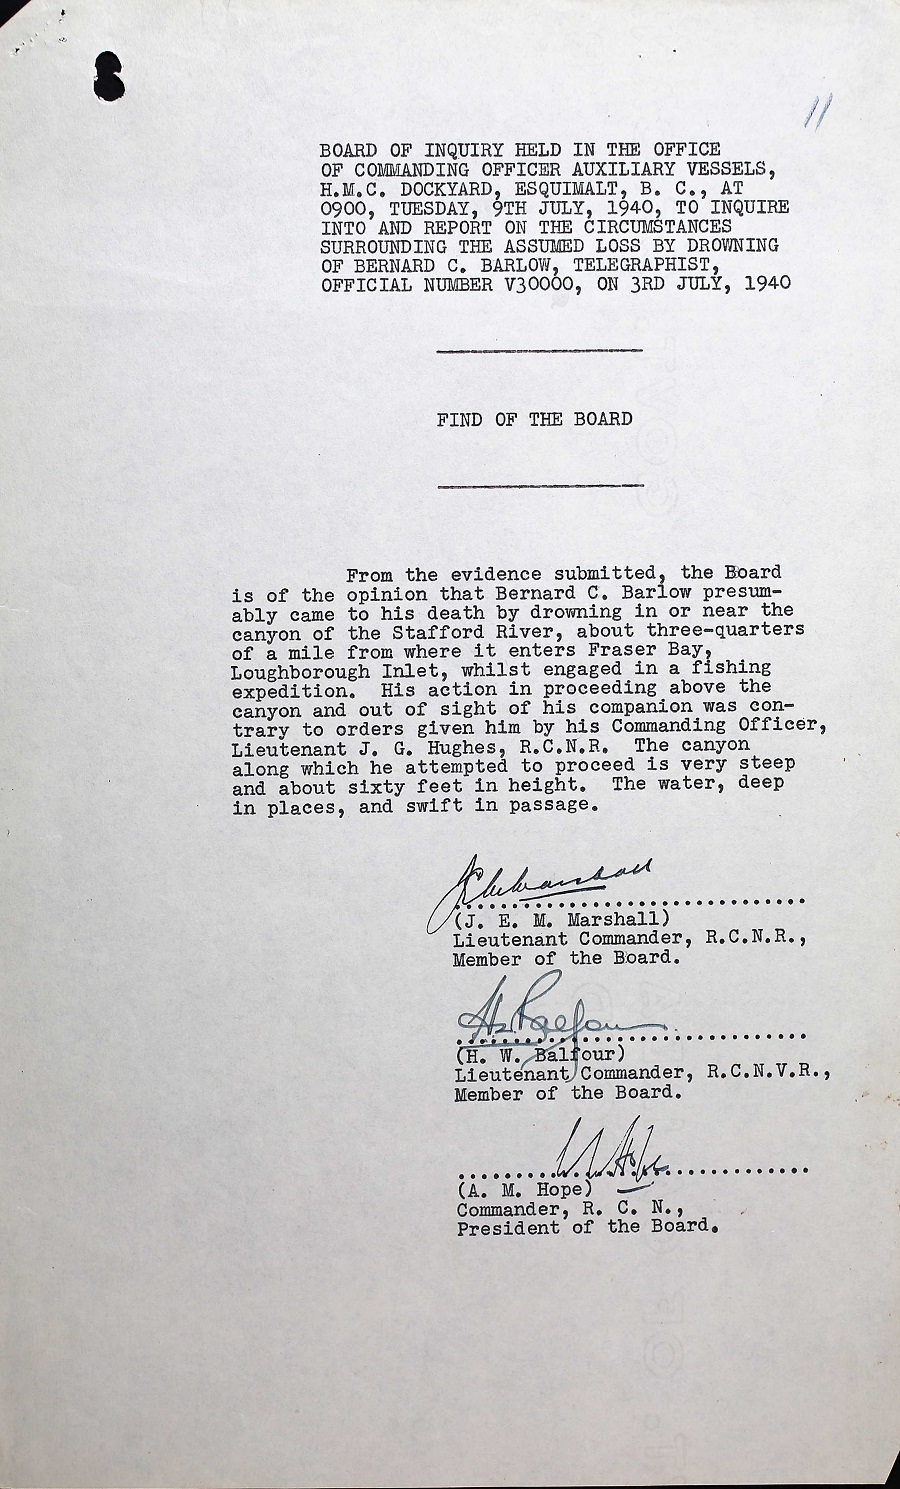 11
BOARD OF INQUIRY HELD IN THE OFFICE
OF COMMANDING OFFICER AUXILIARY VESSELS,
H.M.C. DOCKYARD, ESQUIMALT, B. C., AT
0900, TUESDAY, 9TH JULY, 1940, TO INQUIRE
INTO AND REPORT ON THE CIRCUMSTANCES
SURROUNDING THE ASSUMED LOSS BY DROWNING
OF BERNARD C. BARLOW, TELEGRAPHIST,
OFFICIAL NUMBER V30000, ON 3RD JULY, 1940
FIND OF THE BOARD
From the evidence submitted, the Board
is of the opinion that Bernard C. Barlow presum-
ably came to his death by drowning in or near the
canyon of the Stafford River, about three-quarters
of a mile from where it enters Fraser Bay,
Loughborough Inlet, whilst engaged in a fishing
expedition. His action in proceeding above the
canyon and out of sight of his companion was con-
trary to orders given him by his Commanding Officer,
Lieutenant J. G. Hughes, R.C.N.R. The canyon
along which he attempted to proceed is very steep
and about sixty feet in height. The water, deep
in places, and swift in passage.
(J. E. M. Marshall)
Lieutenant Commander, R.C.N.R.,
Member of the Board.
(H. W. Balfour)
Lieutenant Commander, R.C.N.V.R.,
Member of the Board.
(A. M. Hope)
Commander, R. C. N.,
President of the Board.